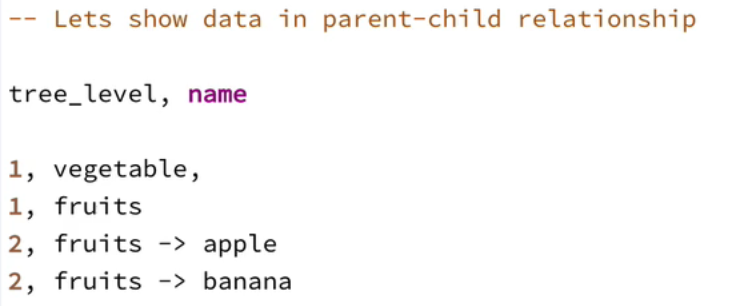 -- Lets show data in parent-child relationship
tree_level, name
1, vegetable,
1, fruits
2, fruits -> apple
2, fruits -> banana